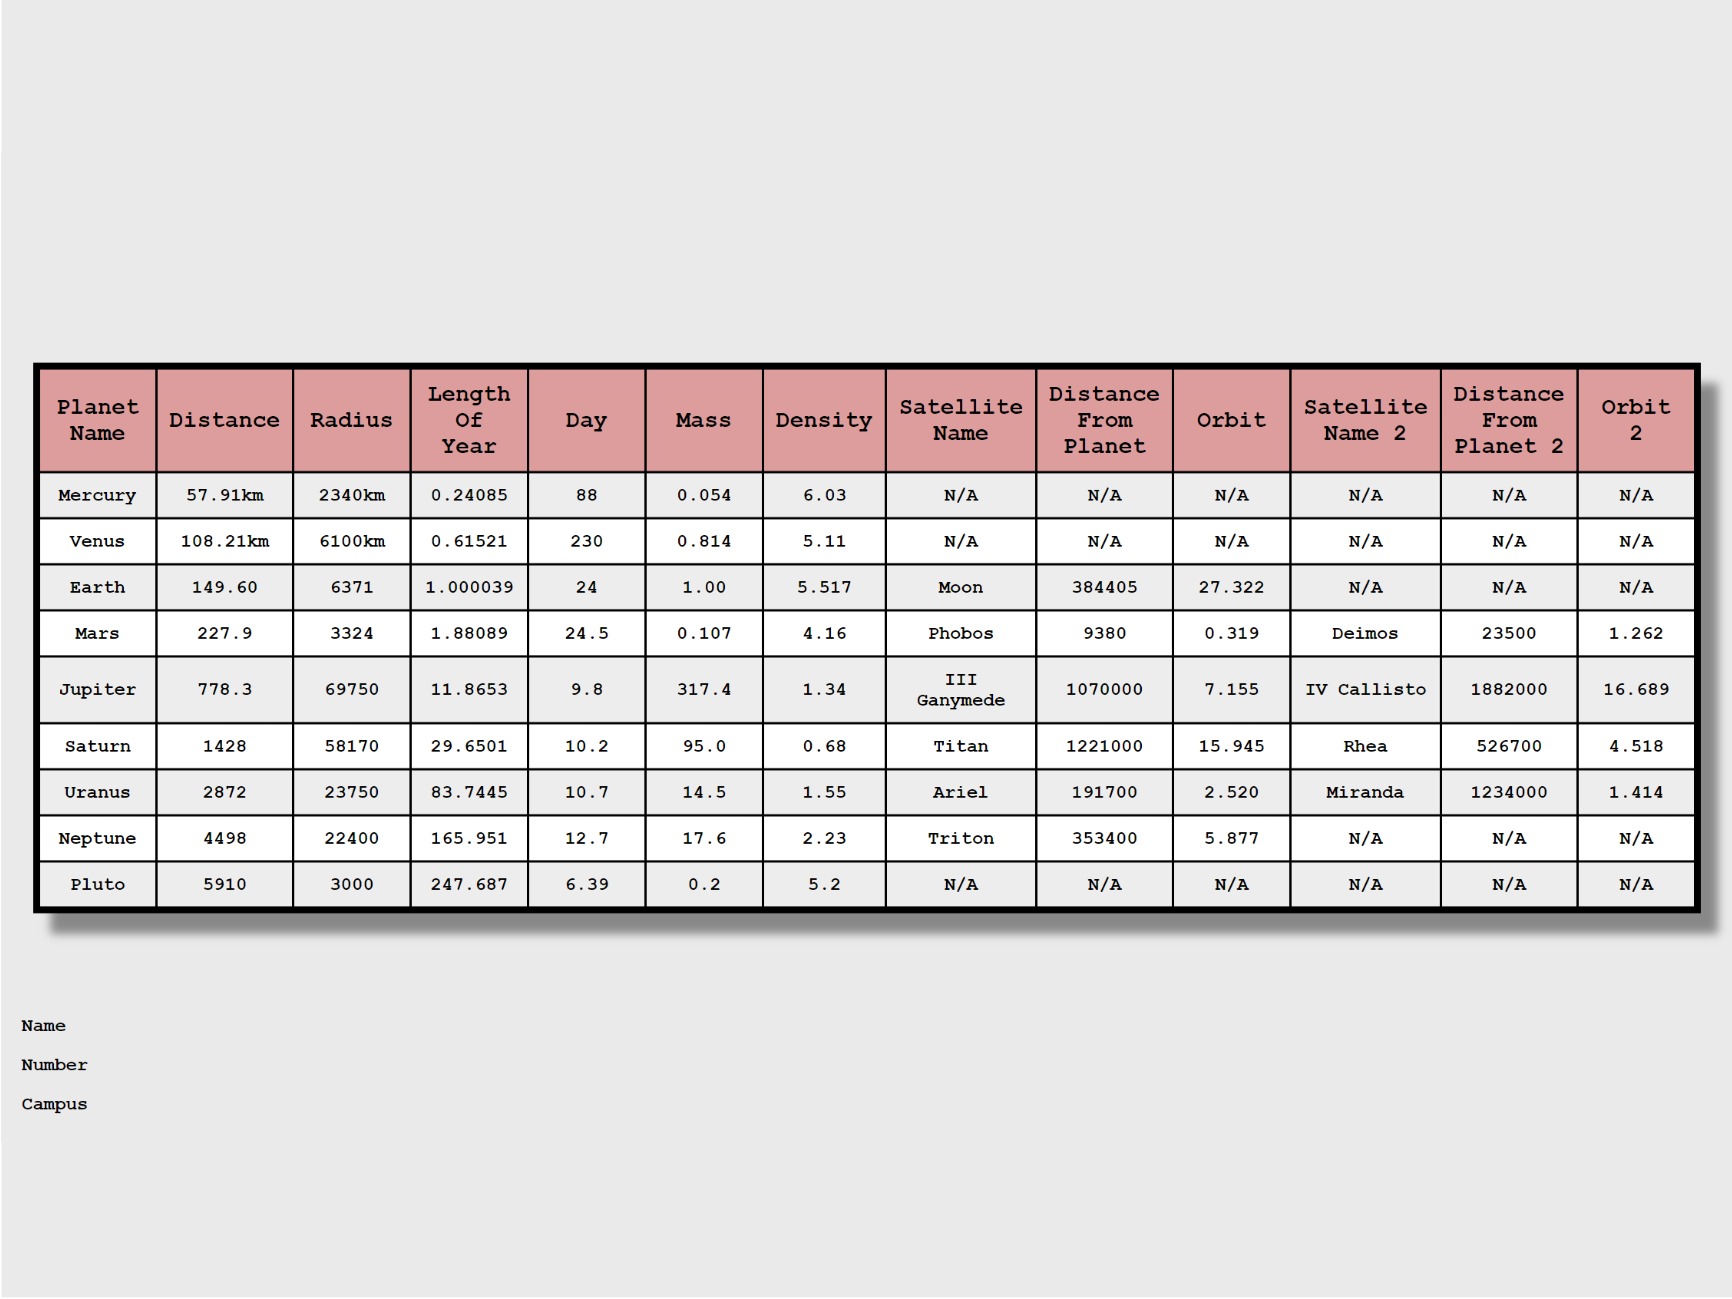 Planet Name Distance Radius Length Of Year Day Mass Density Satellite Name Distance From Planet Orbit Satellite Name 2 Distance From Planet 2 Orbit 2
Mercury 57.91km 2340km 0.24085 88 0.054 6.03 N/A N/A N/A N/A N/A N/A
Venus 108.21km 6100km 0.61521 230 0.814 5.11 N/A N/A N/A N/A N/A N/A
Earth 149.60 6371 1.000039 24 1.00 5.517 Moon 384405 27.322 N/A N/A N/A
Mars 227.9 3324 1.88089 24.5 0.107 4.16 Phobos 9380 0.319 Deimos 23500 1.262
Jupiter 778.3 69750 11.8653 9.8 317.4 1.34 III Ganymede 1070000 7.155 IV Callisto 1882000 16.689
Saturn 1428 58170 29.6501 10.2 95.0 0.68 Titan 1221000 15.945 Rhea 526700 4.518
Uranus 2872 23750 83.7445 10.7 14.5 1.55 Ariel 191700 2.520 Miranda 1234000 1.414
Neptune 4498 22400 165.951 12.7 17.6 2.23 Triton 353400 5.877 N/A N/A N/A
Pluto 5910 3000 247.687 6.39 0.2 5.2 N/A N/A N/A N/A N/A N/A
Name
Number
Campus